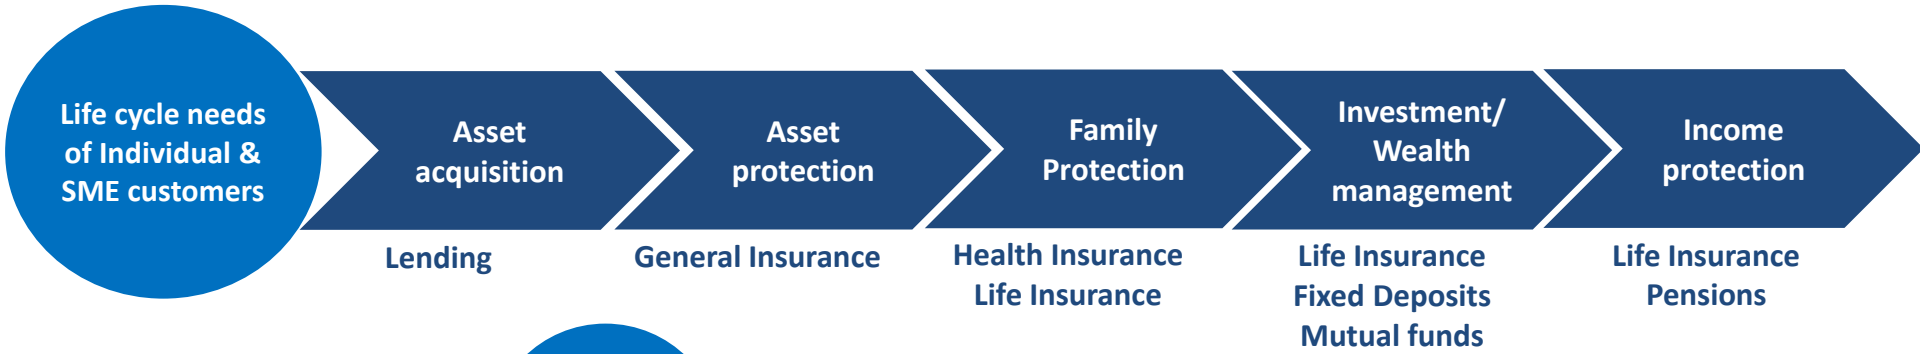 Life cycle needs
of Individual &
SME customers
Asset
acquisition
Asset
protection
Family
Protection
Investment/
Wealth
management
Income
protection
Lending
General Insurance
Health Insurance
Life Insurance
Life Insurance
Fixed Deposits
Mutual funds
Life Insurance
Pensions